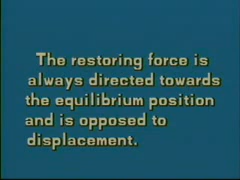 The restoring force is
always directed towards
the equilibrium position
and is opposed to
displacement.